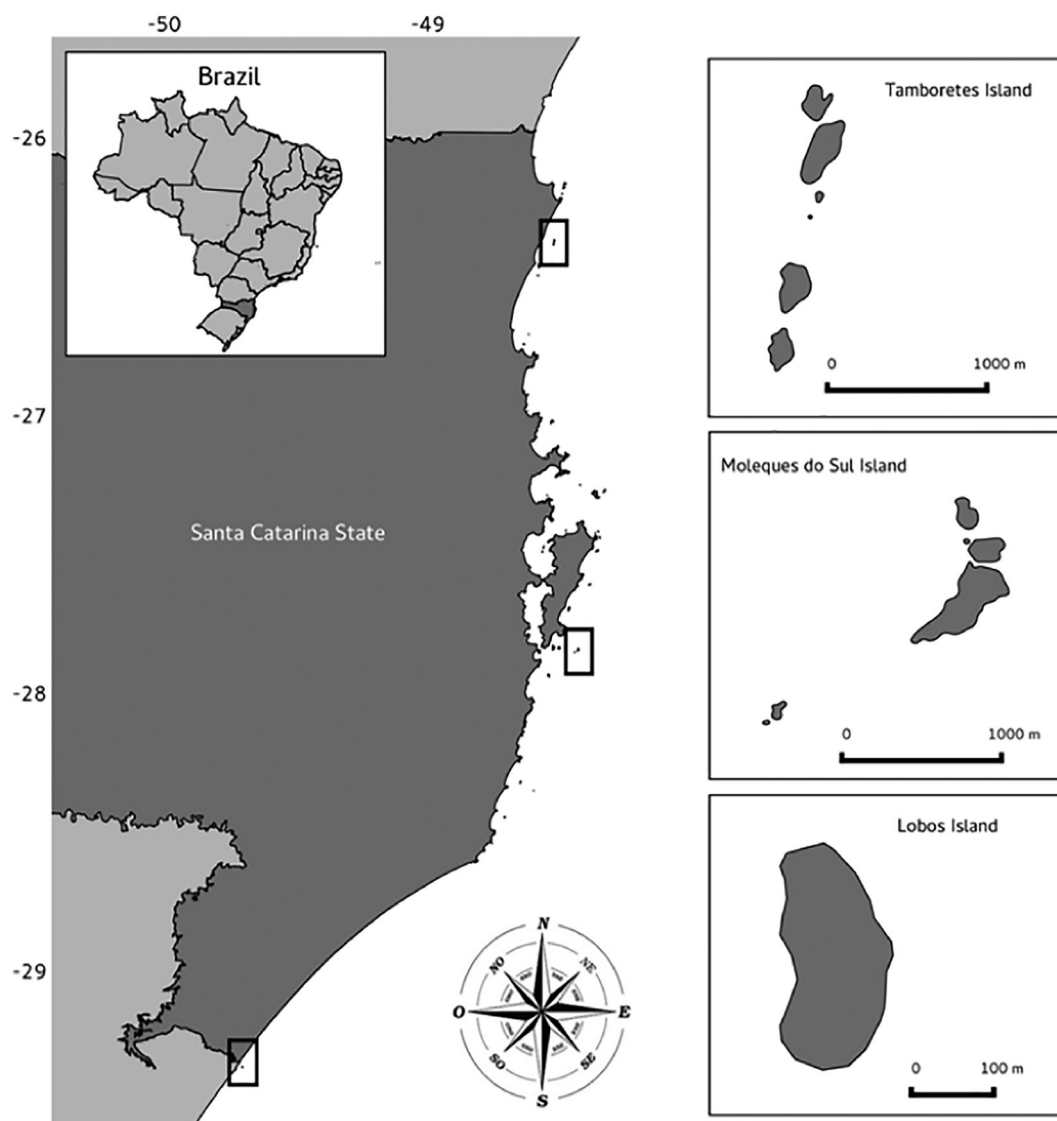 -50
-49
Brazil
-26
-27
-28
-29
Santa Catarina State
N
NO
NE
O
E
SO
SE
S
Tamboretes Island
0
1000 m
Moleques do Sul Island
0
1000 m
Lobos Island
0
100 m